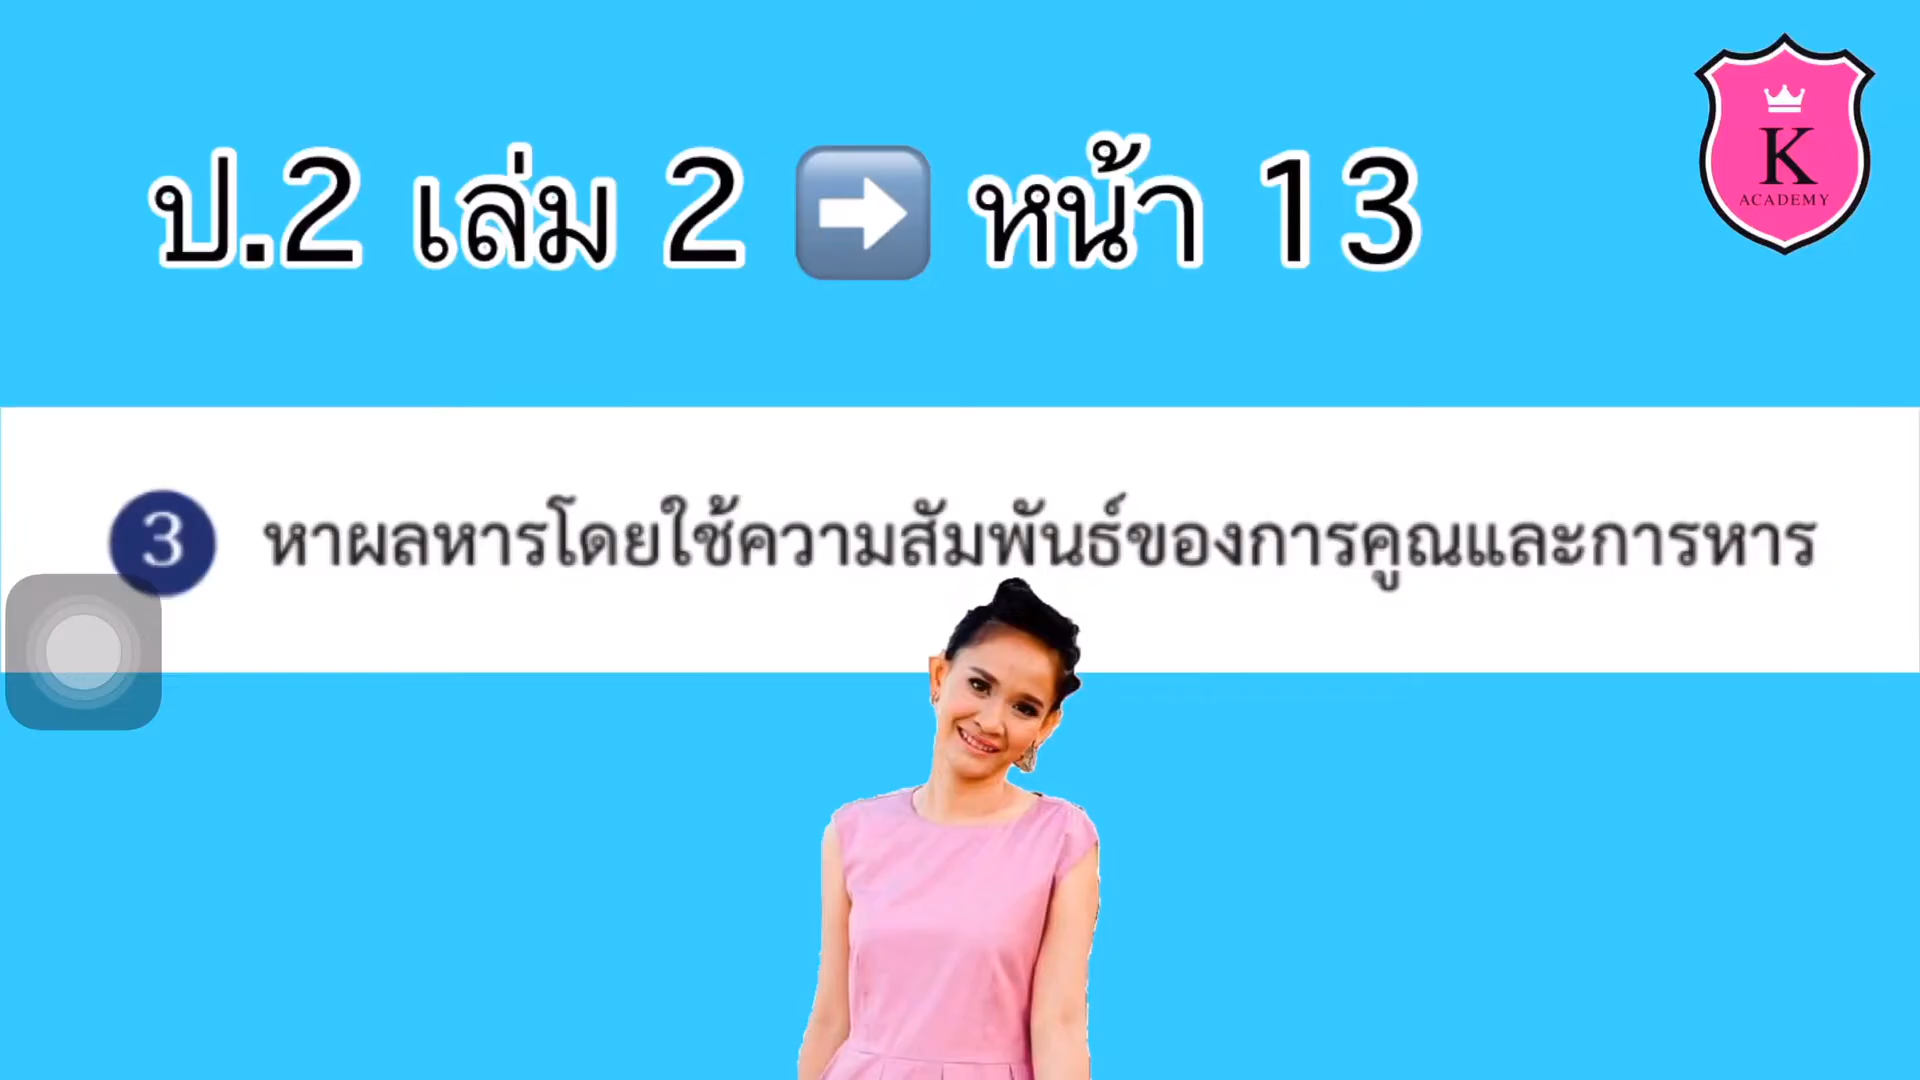 ป.2 เล่ม 2 ➡ หน้า 13
K
ACADEMY
3 หาผลหารโดยใช้ความสัมพันธ์ของการคูณและการหาร